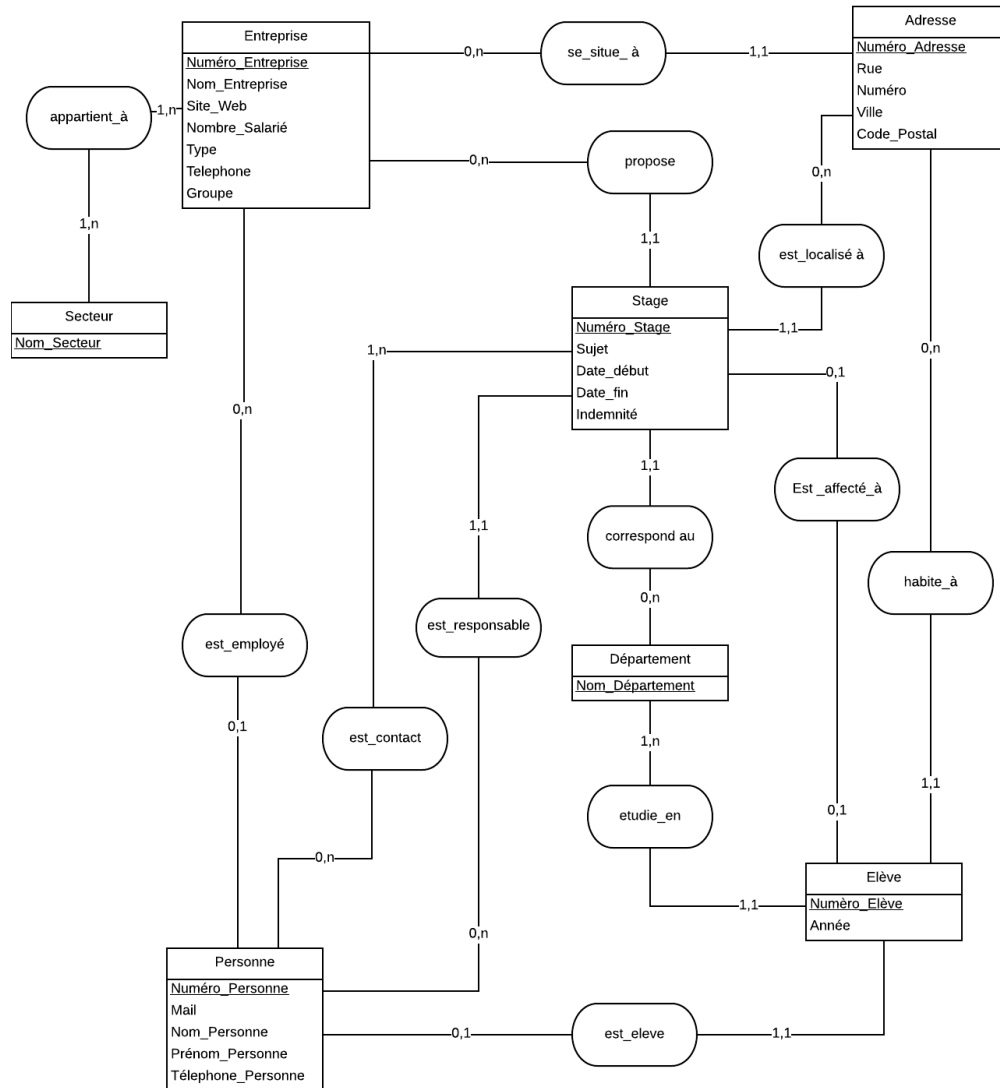 Entreprise
Numéro_Entreprise
Nom_Entreprise
Site_Web
Nombre_Salarié
Type
Telephone
Groupe
0,n
se_situe_ à
1,1
Adresse
Numéro_Adresse
Rue
Numéro
Ville
Code_Postal
appartient_à
1,n
1,n
Secteur
Nom_Secteur
0,n
propose
1,1
0,n
est_localisé à
1,1
Stage
Numéro_Stage
Sujet
Date_début
Date_fin
Indemnité
1,n
0,1
0,n
0,n
1,1
1,1
Est _affecté_à
correspond au
habite_à
0,n
est_employé
est_responsable
Département
Nom_Département
0,1
est_contact
1,n
1,1
0,1
etudie_en
0,n
1,1
Elève
Numèro_Elève
Année
0,n
Personne
Numéro_Personne
Mail
Nom_Personne
Prénom_Personne
Télephone_Personne
0,1
est_eleve
1,1